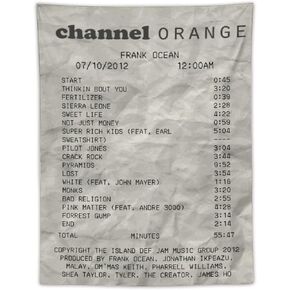 channel ORANGE
FRANK OCEAN
07/10/2012 12:00AM
START 0:45
THINKIN BOUT YOU 3:20
FERTILIZER 0:39
SIERRA LEONE 2:28
SWEET LIFE 4:22
NOT JUST MONEY 0:59
SUPER RICH KIDS (FEAT. EARL 5:04
SWEATSHIRT) ----
PILOT JONES 3:04
CRACK ROCK 3:44
PYRAMIDS 9:52
LOST 3:54
WHITE (FEAT. JOHN MAYER) 1:16
MONKS 3:20
BAD RELIGION 2:55
PINK MATTER (FEAT. ANDRE 3000) 4:28
FORREST GUMP 3:14
END 2:14
TOTAL MINUTES 55:47
COPYRIGHT THE ISLAND DEF JAM MUSIC GROUP 2012
PRODUCED BY FRANK OCEAN, JONATHAN IKPEAZU,
MALAY, OM'MAS KEITH, PHARRELL WILLIAMS,
SHEA TAYLOR, TYLER, THE CREATOR, JAMES HO